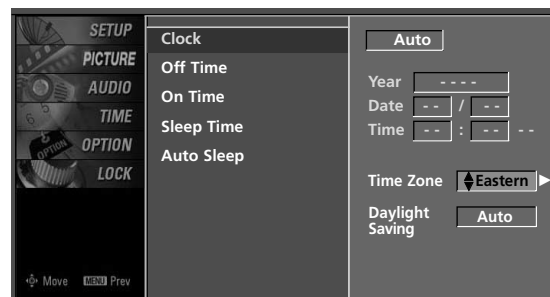 SETUP
PICTURE
AUDIO
TIME
OPTION
LOCK
Move MENU Prev
Clock
Off Time
On Time
Sleep Time
Auto Sleep
Auto
Year - - - -
Date - - / - -
Time - - : - - - -
Time Zone Eastern
Daylight Saving Auto